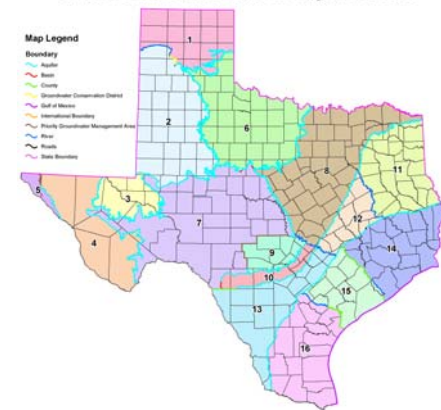 Map Legend
Boundary
Aquifer
Basin
County
Groundwater Conservation District
Gulf of Mexico
International Boundary
Priority Groundwater Management Area
River
Roads
State Boundary
1
2
6
3
5
4
7
8
11
12
9
10
14
13
15
16